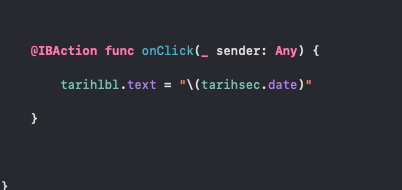 @IBAction func onClick(_ sender: Any) {
tarihlbl.text = "\(tarihsec.date)"
}
}